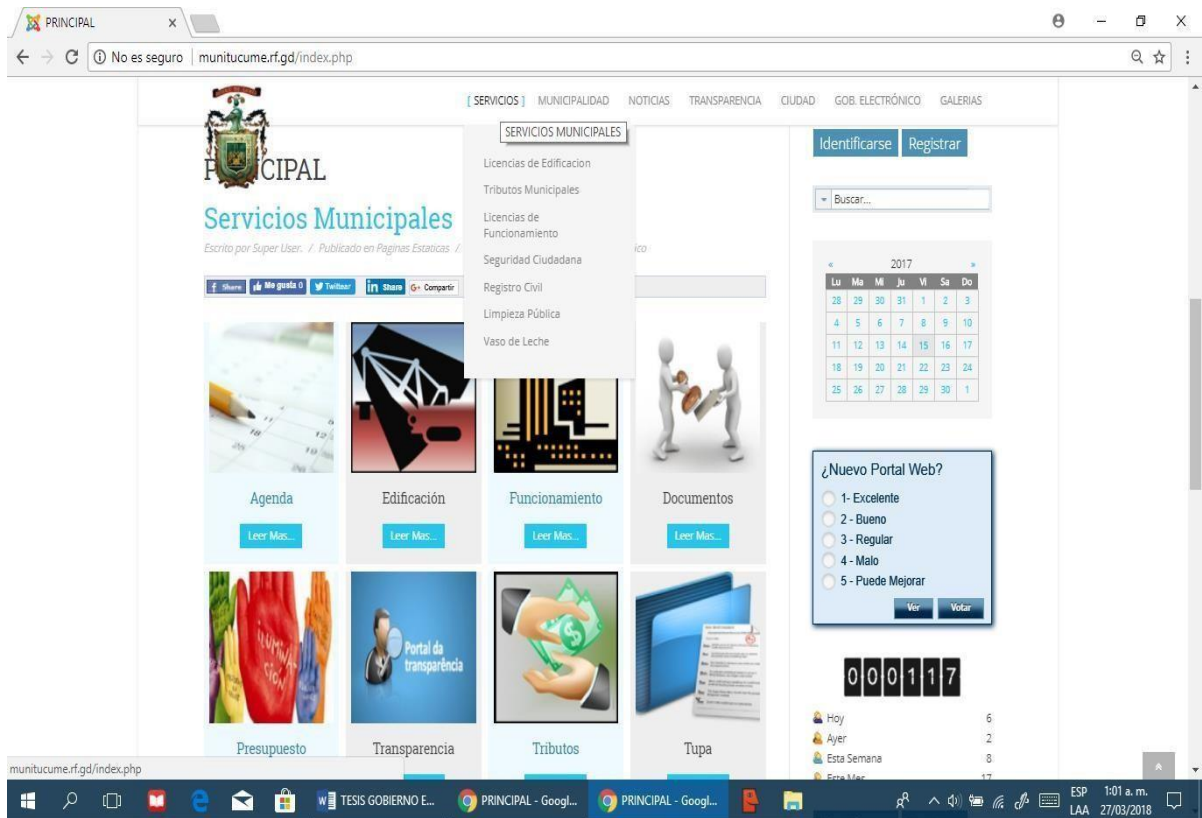 PRINCIPAL
No es seguro | munitucume.rf.gd/index.php
[ SERVICIOS ] MUNICIPALIDAD NOTICIAS TRANSPARENCIA CIUDAD GOB. ELECTRÓNICO GALERIAS
SERVICIOS MUNICIPALES
Licencias de Edificacion
Tributos Municipales
Licencias de
Funcionamiento
Seguridad Ciudadana
Registro Civil
Limpieza Pública
Vaso de Leche
P CIPAL
Servicios Municipales
Escrito por Super User. / Publicado en Paginas Estaticas /
ico
Share Me gusta 0 Twittear Share G+ Compartir
Agenda Edificación Funcionamiento Documentos
Leer Mas... Leer Mas... Leer Mas... Leer Mas...
ILUMINACIÓN
Portal da
transparência
Presupuesto Transparencia Tributos Tupa
Identificarse Registrar
Buscar...
« 2017 »
Lu Ma Mi Ju Vi Sa Do
28 29 30 31 1 2 3
4 5 6 7 8 9 10
11 12 13 14 15 16 17
18 19 20 21 22 23 24
25 26 27 28 29 30 1
¿Nuevo Portal Web?
1- Excelente
2 - Bueno
3 - Regular
4 - Malo
5 - Puede Mejorar
Ver Votar
000117
Hoy 6
Ayer 2
Esta Semana 8
Este Mes 17
munitucume.rf.gd/index.php
TESIS GOBIERNO E... PRINCIPAL - Googl... PRINCIPAL - Googl...
ESP 1:01 a. m.
LAA 27/03/2018